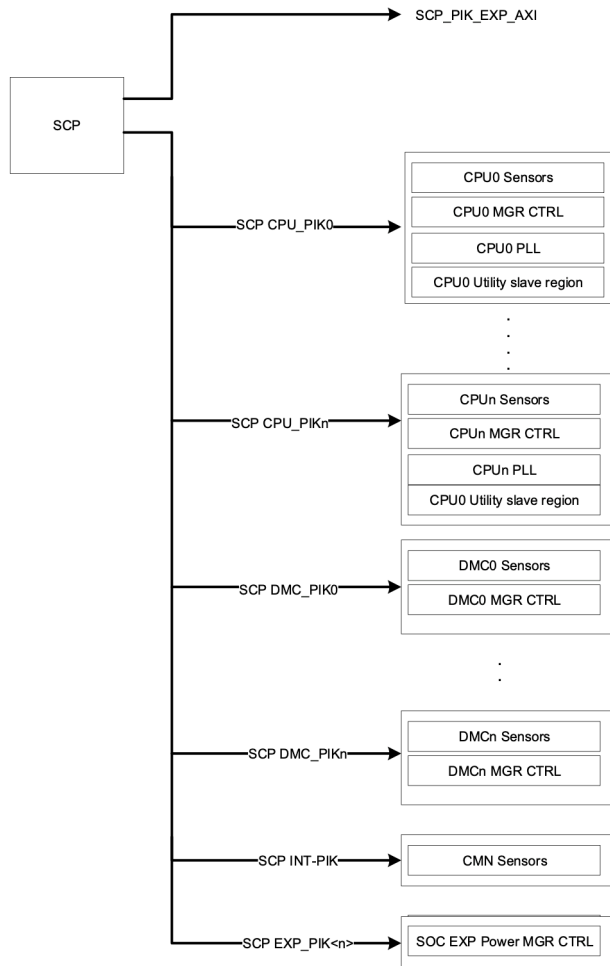 SCP_PIK_EXP_AXI
SCP
CPU0 Sensors
CPU0 MGR CTRL
SCP CPU_PIK0
CPU0 PLL
CPU0 Utility slave region
CPUn Sensors
SCP CPU_PIKn
CPUn MGR CTRL
CPUn PLL
CPU0 Utility slave region
DMC0 Sensors
SCP DMC_PIK0
DMC0 MGR CTRL
DMCn Sensors
SCP DMC_PIKn
DMCn MGR CTRL
SCP INT-PIK
CMN Sensors
SCP EXP_PIK<n>
SOC EXP Power MGR CTRL